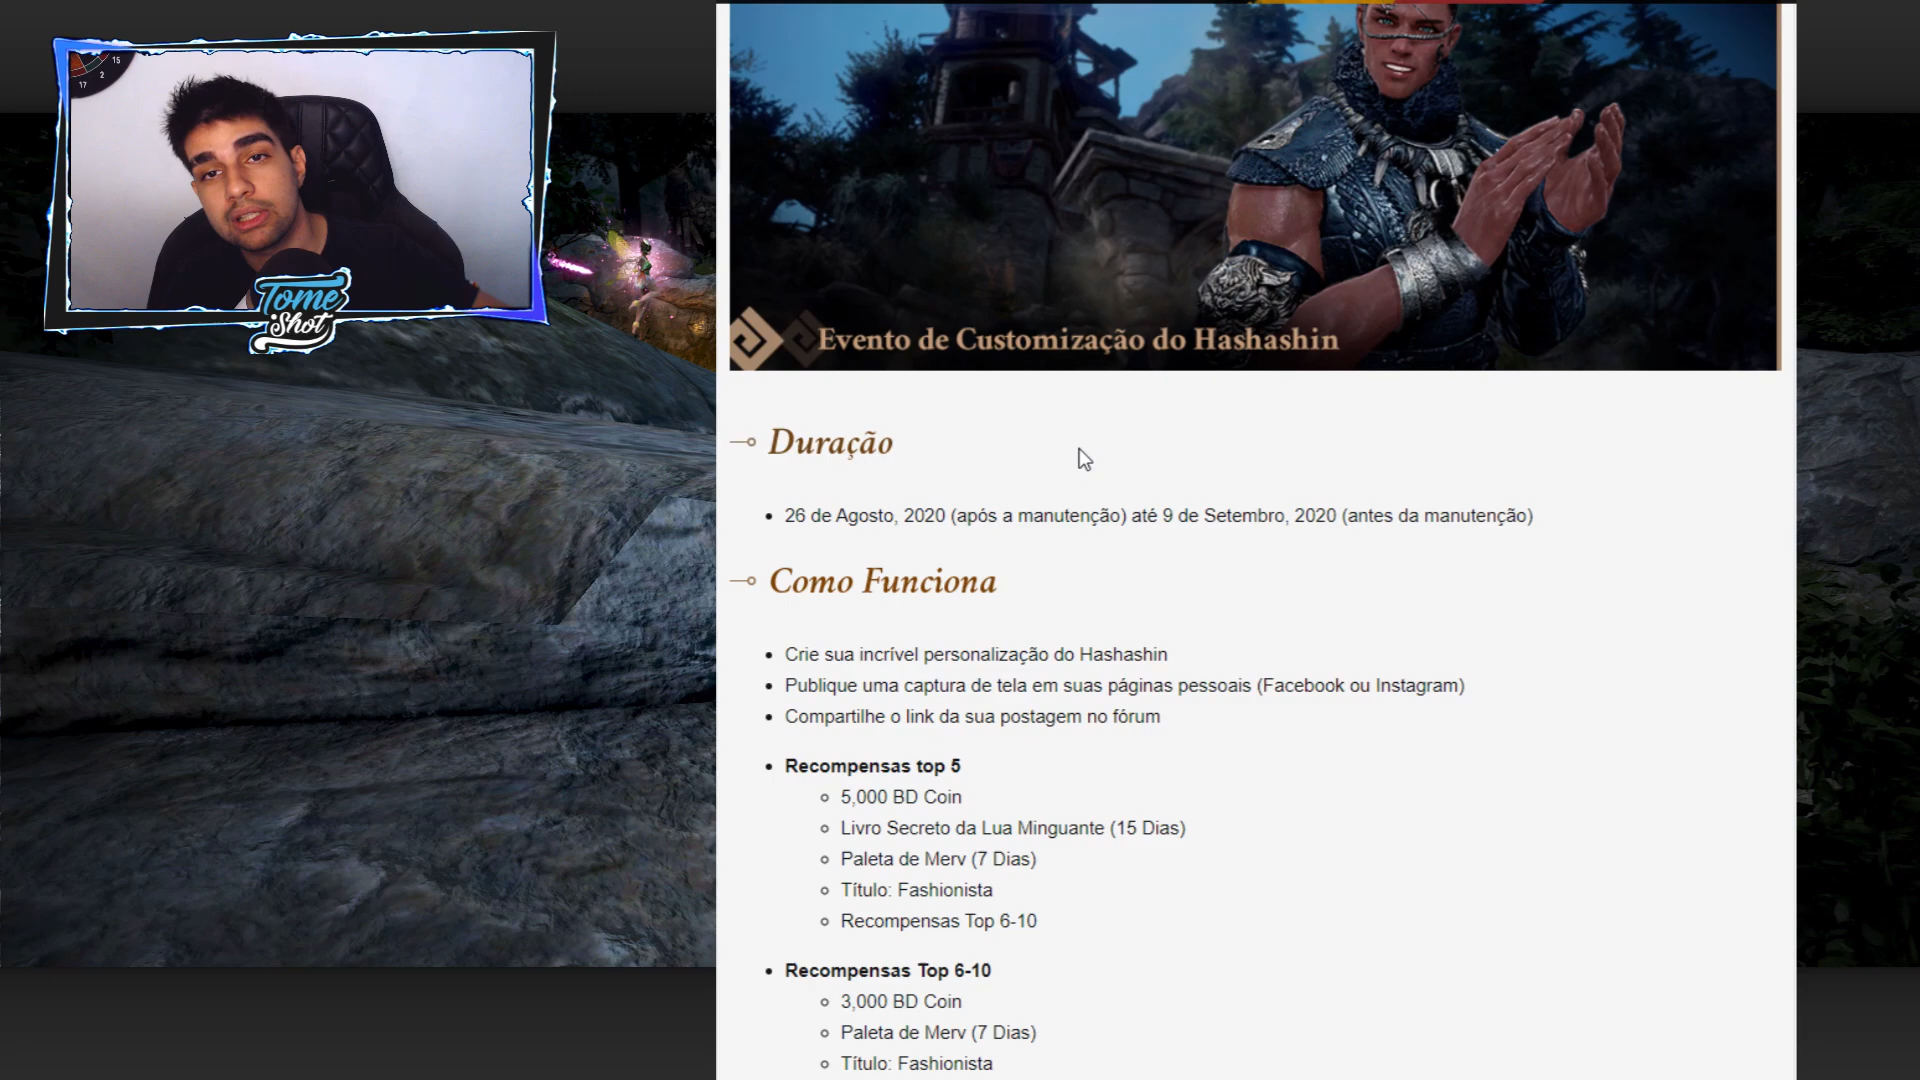 15
2
17
Tome
Shot
Evento de Customização do Hashashin
Duração
26 de Agosto, 2020 (após a manutenção) até 9 de Setembro, 2020 (antes da manutenção)
Como Funciona
Crie sua incrível personalização do Hashashin
Publique uma captura de tela em suas páginas pessoais (Facebook ou Instagram)
Compartilhe o link da sua postagem no fórum
Recompensas top 5
5,000 BD Coin
Livro Secreto da Lua Minguante (15 Dias)
Paleta de Merv (7 Dias)
Título: Fashionista
Recompensas Top 6-10
Recompensas Top 6-10
3,000 BD Coin
Paleta de Merv (7 Dias)
Título: Fashionista